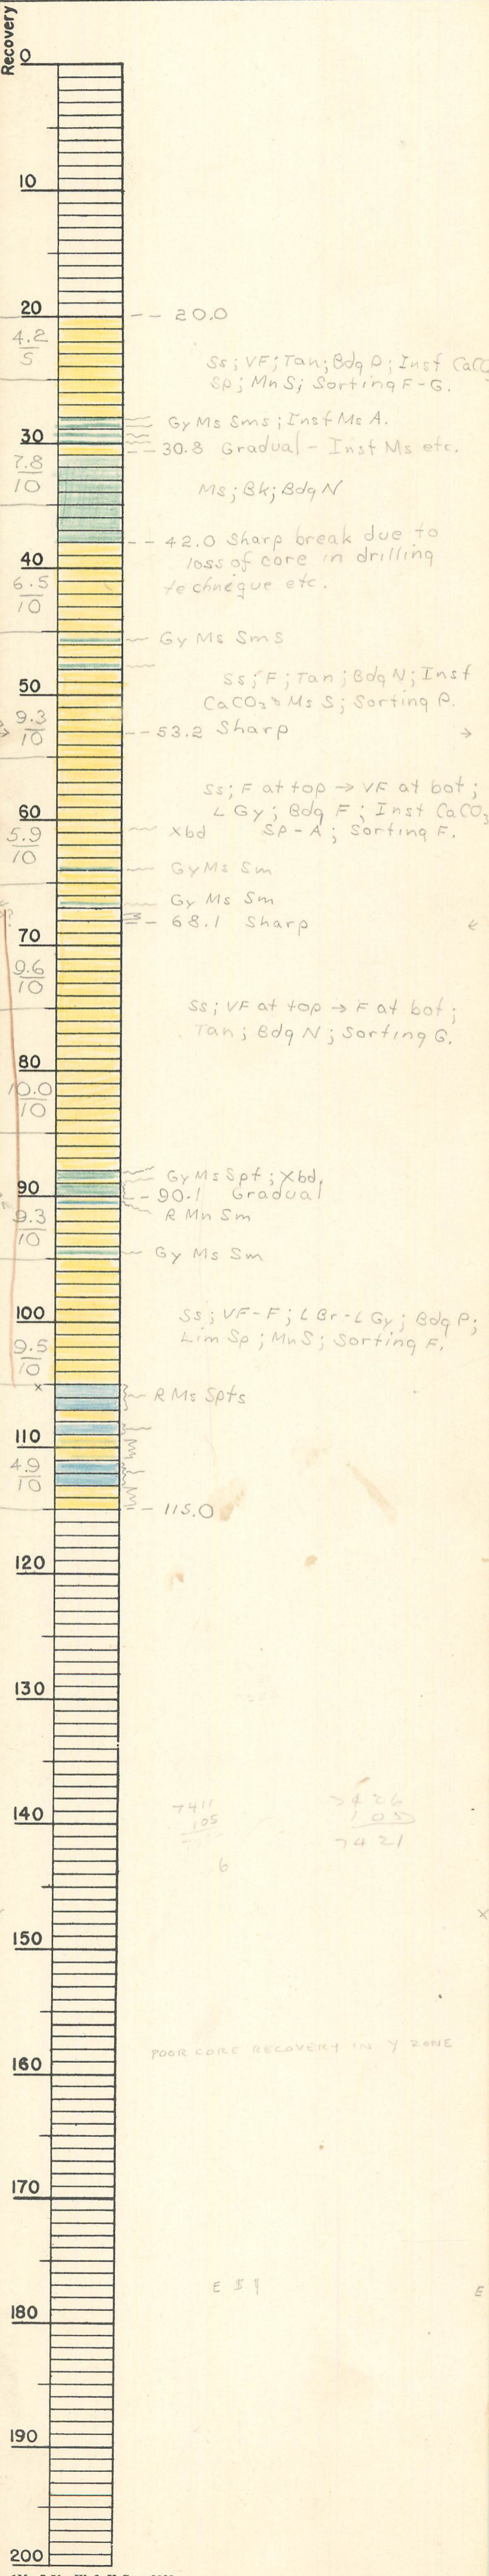 Recovery
0
10
20
-- 20.0
4.2
5
Ss; VF; Tan; Bdg P; Inst CaCO
Sp; Mn S; Sorting F-G.
Gy Ms Sms; Inst Ms A.
30
-- 30.8 Gradual - Inst Ms etc.
7.8
10
Ms; Bk; Bdg N
-- 42.0 Sharp break due to
loss of core in drilling
technéque etc.
40
6.5
10
Gy Ms Sms
Ss; F; Tan; Bdg N; Inst
CaCO3 & Ms S; Sorting P.
50
9.3
10
-- 53.2 Sharp →
Ss; F at top → VF at bot;
L Gy; Bdg F; Inst CaCO3
Sp-A; Sorting F.
60
Xbd
5.9
10
Gy Ms Sm
Gy Ms Sm
-- 68.1 Sharp ←
70
9.6
10
Ss; VF at top → F at bot;
Tan; Bdg N; Sorting G.
80
10.0
10
Gy Ms Spt; Xbd.
90
-- 90.1 Gradual
R Mn Sm
9.3
10
Gy Ms Sm
100
Ss; VF-F; L Br-L Gy; Bdg P;
Lim Sp; Mn S; Sorting F.
9.5
10
x
R Ms Spts
110
4.9
10
-- 115.0
120
130
140
7411
105
6
7426
105
7421
150
x
POOR CORE RECOVERY IN Y ZONE
160
170
E
180
190
200